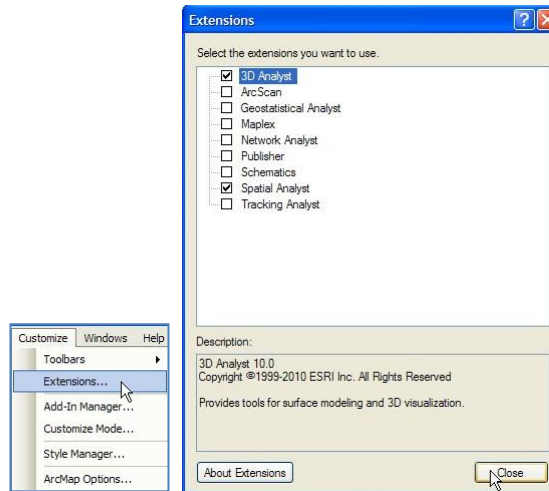 Extensions
Select the extensions you want to use.
3D Analyst
ArcScan
Geostatistical Analyst
Maplex
Network Analyst
Publisher
Schematics
Spatial Analyst
Tracking Analyst
Description:
3D Analyst 10.0
Copyright ©1999-2010 ESRI Inc. All Rights Reserved
Provides tools for surface modeling and 3D visualization.
About Extensions Close
Customize Windows Help
Toolbars
Extensions...
Add-In Manager...
Customize Mode...
Style Manager...
ArcMap Options...